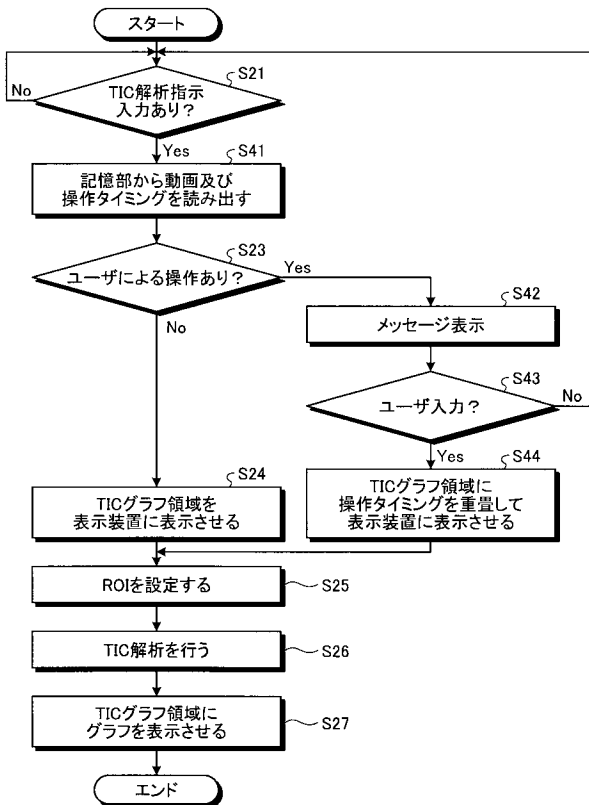 スタート
S21
TIC解析指示
入力あり?
No
Yes
S41
記憶部から動画及び
操作タイミングを読み出す
S23
ユーザによる操作あり?
Yes
No
S42
メッセージ表示
S43
ユーザ入力?
No
Yes
S24
TICグラフ領域を
表示装置に表示させる
S44
TICグラフ領域に
操作タイミングを重畳して
表示装置に表示させる
ROIを設定する
S25
TIC解析を行う
S26
TICグラフ領域に
グラフを表示させる
S27
エンド